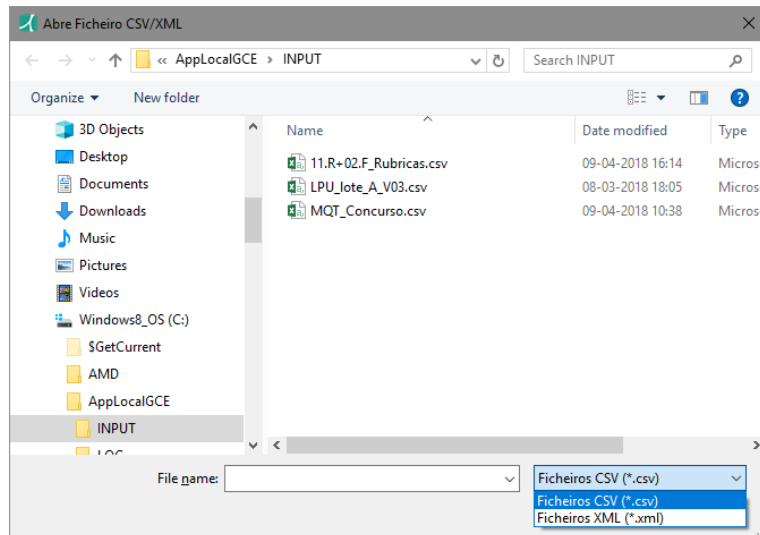 Abre Ficheiro CSV/XML
« AppLocalGCE > INPUT
Search INPUT
Organize
New folder
3D Objects
Desktop
Documents
Downloads
Music
Pictures
Videos
Windows8_OS (C:)
$GetCurrent
AMD
AppLocalGCE
INPUT
Name Date modified Type
11.R+02.F_Rubricas.csv 09-04-2018 16:14 Micros
LPU_lote_A_V03.csv 08-03-2018 18:05 Micros
MQT_Concurso.csv 09-04-2018 10:38 Micros
File name:
Ficheiros CSV (*.csv)
Ficheiros CSV (*.csv)
Ficheiros XML (*.xml)